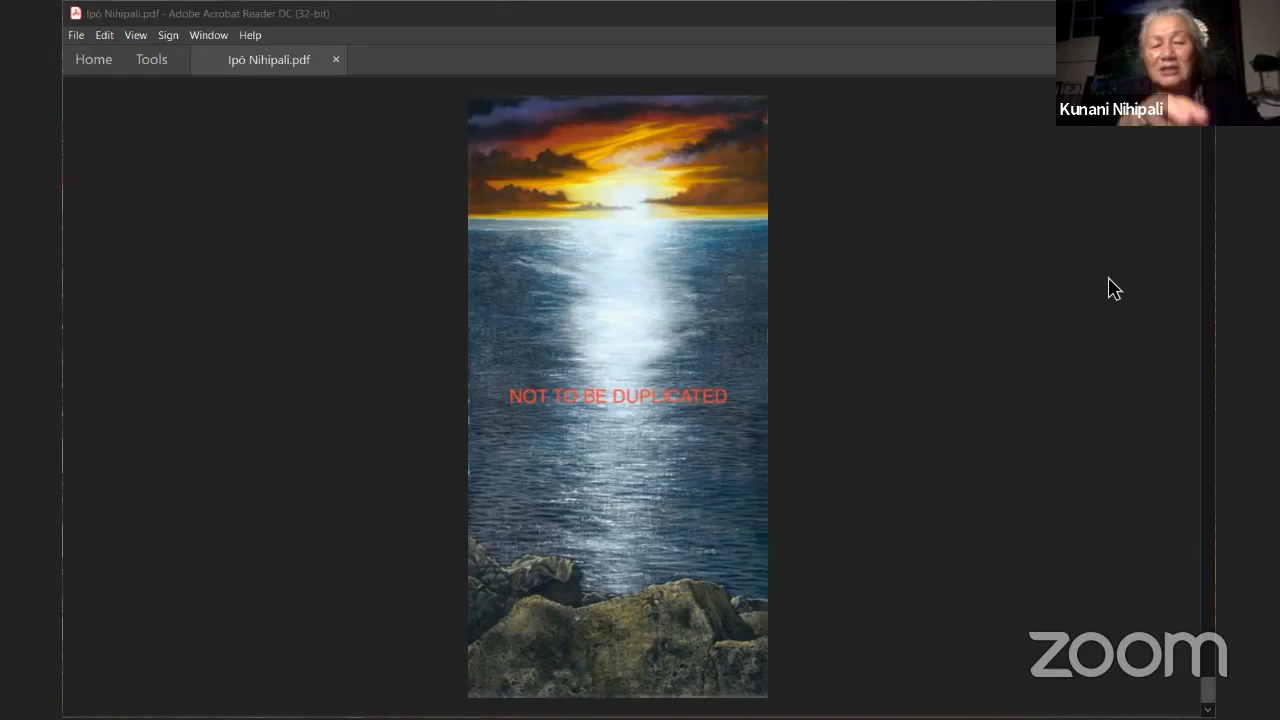 Ipō Nihipali.pdf - Adobe Acrobat Reader DC (32-bit)
File Edit View Sign Window Help
Home Tools Ipō Nihipali.pdf ×
Kunani Nihipali
NOT TO BE DUPLICATED
zoom